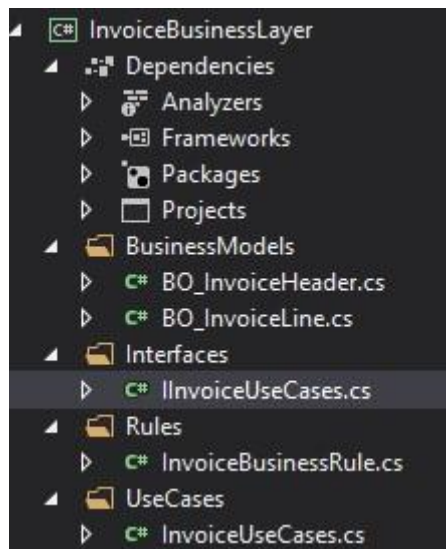 C# InvoiceBusinessLayer
Dependencies
Analyzers
Frameworks
Packages
Projects
BusinessModels
C# BO_InvoiceHeader.cs
C# BO_InvoiceLine.cs
Interfaces
C# IInvoiceUseCases.cs
Rules
C# InvoiceBusinessRule.cs
UseCases
C# InvoiceUseCases.cs